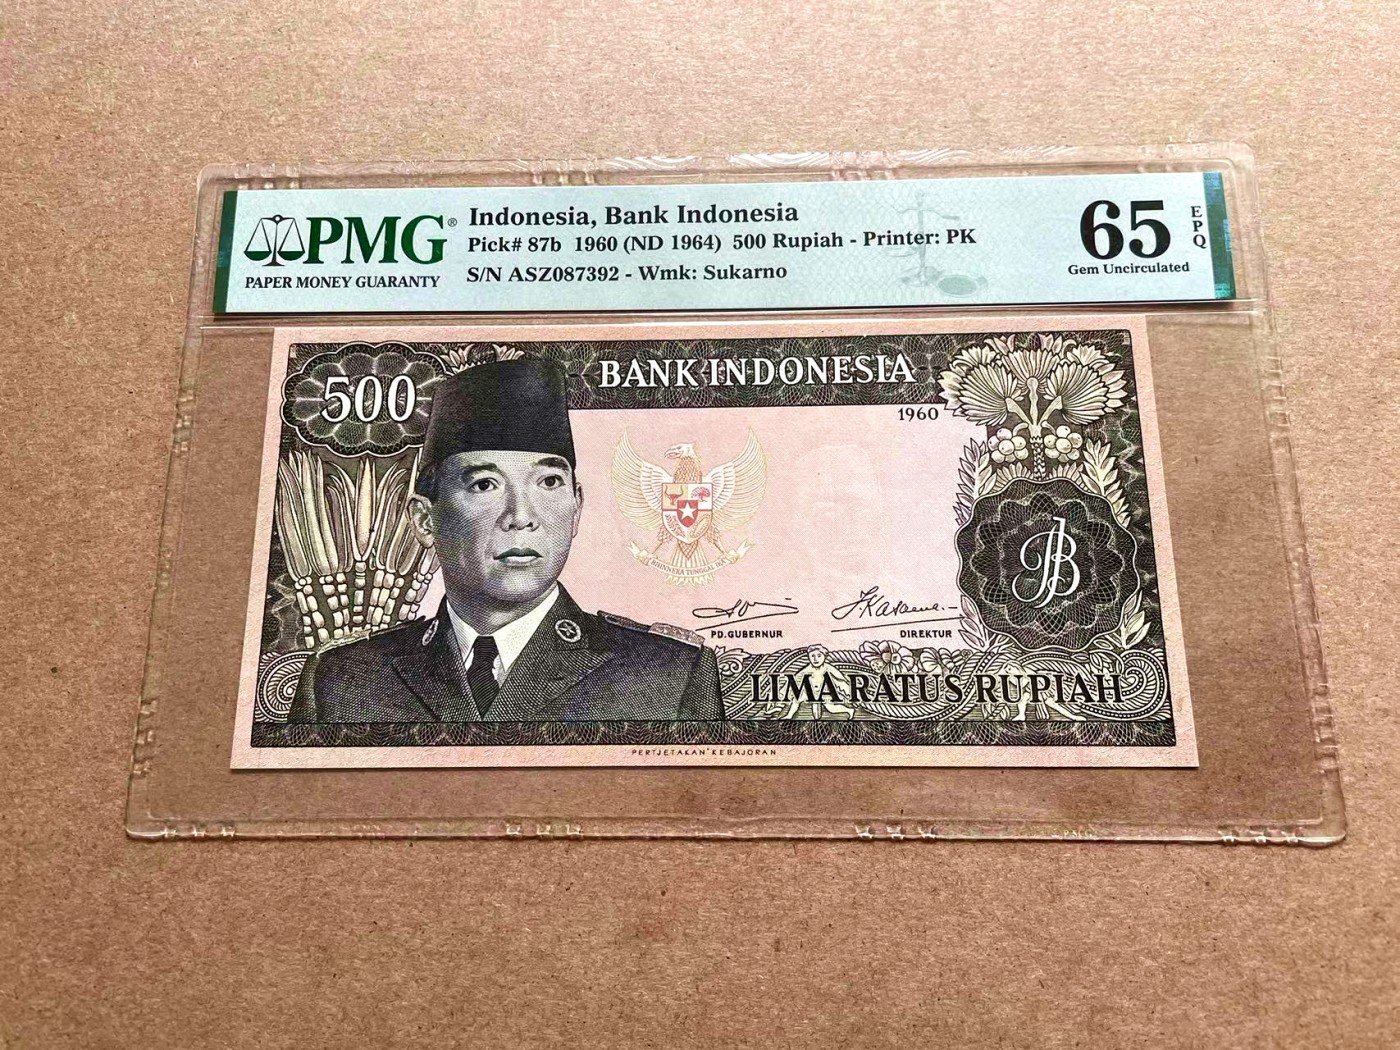 PMG®
PAPER MONEY GUARANTY
Indonesia, Bank Indonesia
Pick# 87b 1960 (ND 1964) 500 Rupiah - Printer: PK
S/N ASZ087392 - Wmk: Sukarno
65
EPQ
Gem Uncirculated
500
BANK INDONESIA
1960
BHINNEKA TUNGGAL IKA
PD. GUBERNUR
DIREKTUR
JB
LIMA RATUS RUPIAH
PERTJETAKAN KEBAJORAN